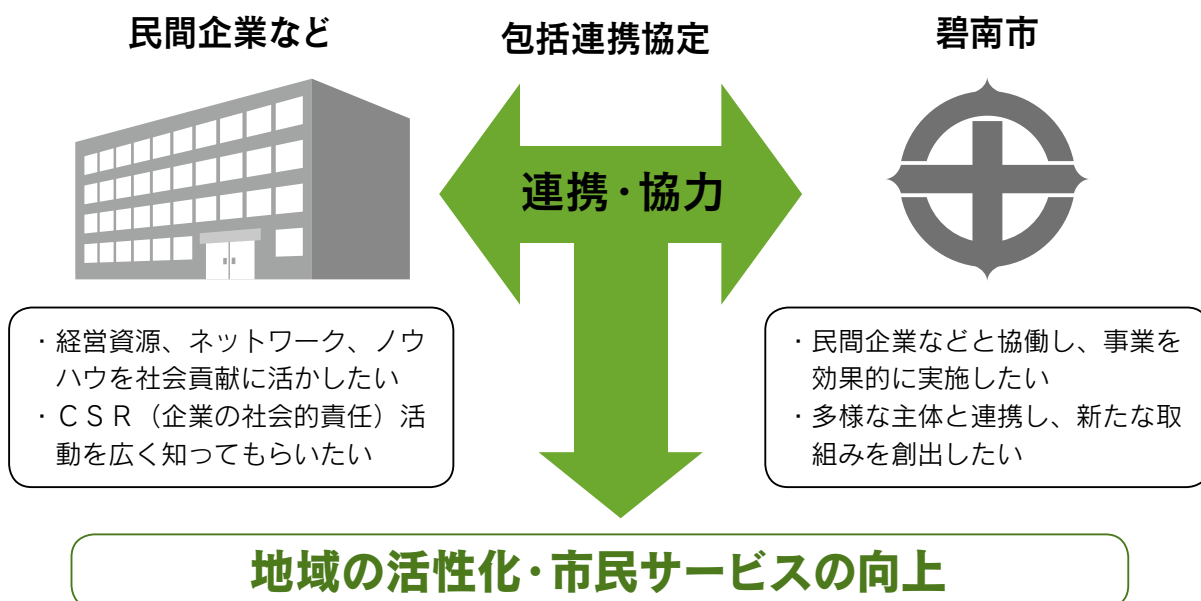 民間企業など
包括連携協定
碧南市
連携・協力
・経営資源、ネットワーク、ノウ
ハウを社会貢献に活かしたい
・ＣＳＲ（企業の社会的責任）活
動を広く知ってもらいたい
・民間企業などと協働し、事業を
効果的に実施したい
・多様な主体と連携し、新たな取
組みを創出したい
地域の活性化・市民サービスの向上